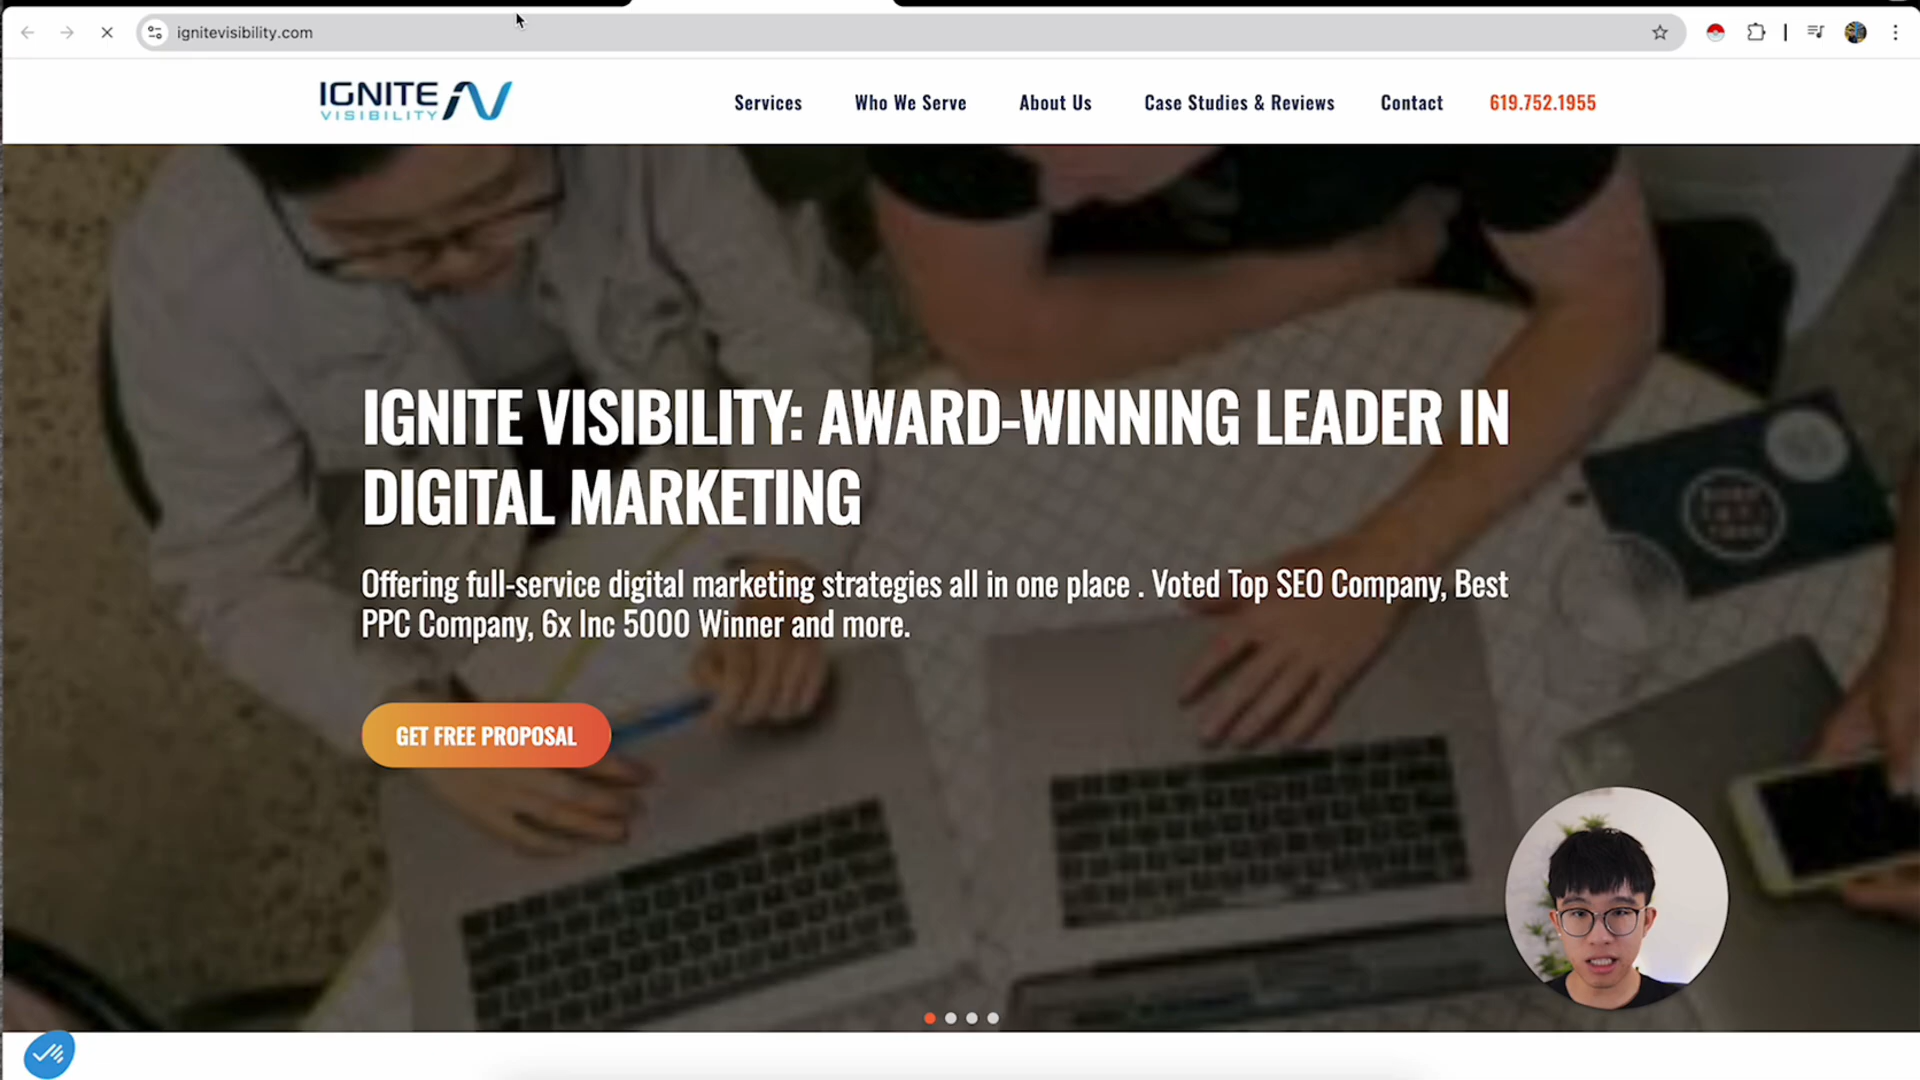 ignitevisibility.com
IGNITE
VISIBILITY
Services
Who We Serve
About Us
Case Studies & Reviews
Contact
619.752.1955
IGNITE VISIBILITY: AWARD-WINNING LEADER IN
DIGITAL MARKETING
Offering full-service digital marketing strategies all in one place . Voted Top SEO Company, Best
PPC Company, 6x Inc 5000 Winner and more.
GET FREE PROPOSAL